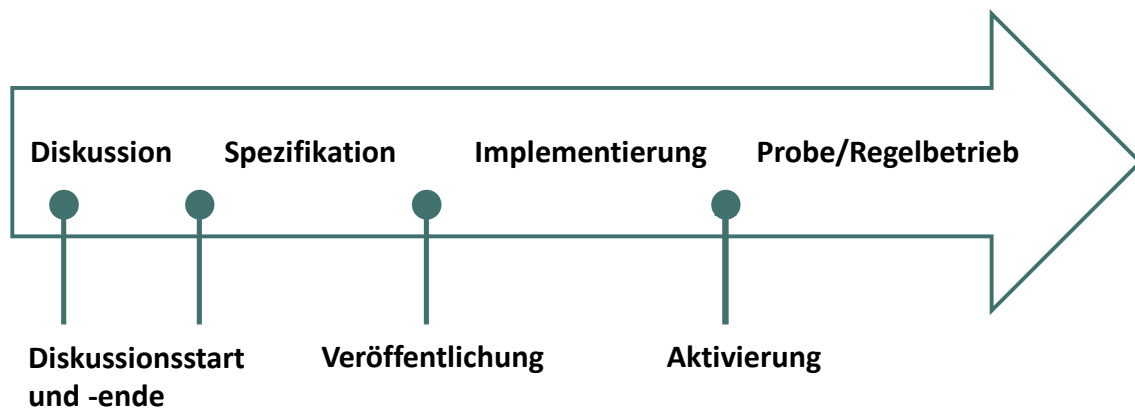 Diskussion
Spezifikation
Implementierung
Probe/Regelbetrieb
Diskussionsstart
und -ende
Veröffentlichung
Aktivierung